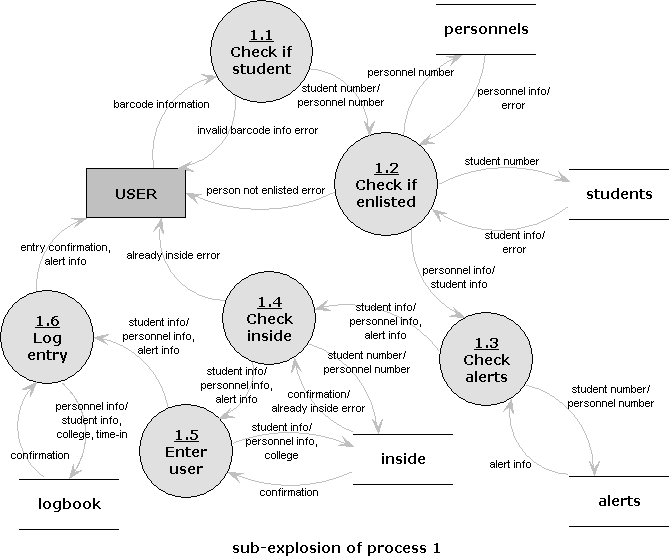 1.1
Check if
student
personnels
personnel number
student number/
personnel number
personnel info/
error
barcode information
invalid barcode info error
1.2
Check if
enlisted
student number
USER
person not enlisted error
students
student info/
error
entry confirmation,
alert info
already inside error
personnel info/
student info
1.4
Check
inside
student info/
personnel info,
alert info
1.6
Log
entry
student info/
personnel info,
alert info
1.3
Check
alerts
student number/
personnel number
student info/
personnel info,
alert info
student number/
personnel number
confirmation/
already inside error
personnel info/
student info,
college, time-in
1.5
Enter
user
student info/
personnel info,
college
inside
confirmation
alert info
confirmation
logbook
alerts
sub-explosion of process 1